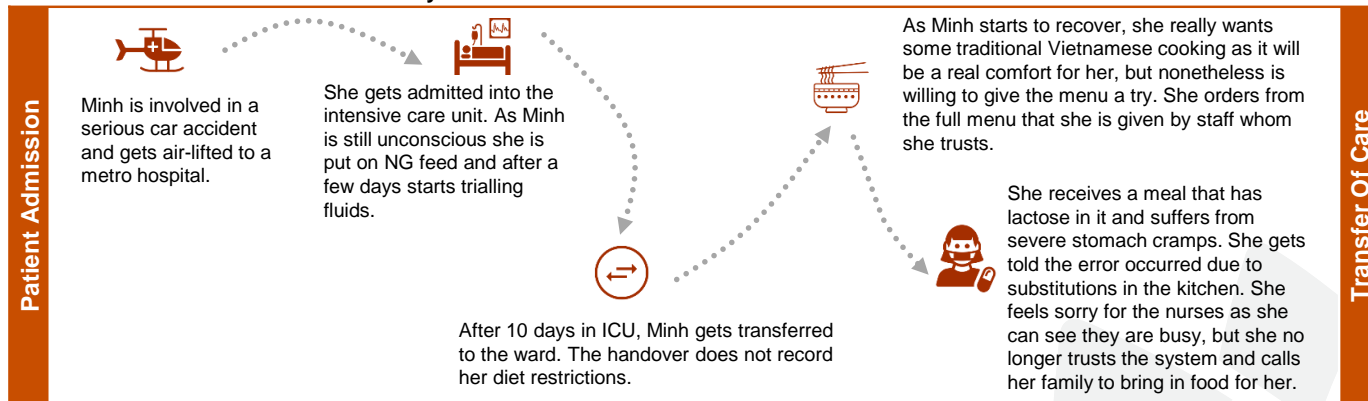 Patient Admission
Minh is involved in a
serious car accident
and gets air-lifted to a
metro hospital.
She gets admitted into the
intensive care unit. As Minh
is still unconscious she is
put on NG feed and after a
few days starts trialling
fluids.
After 10 days in ICU, Minh gets transferred
to the ward. The handover does not record
her diet restrictions.
As Minh starts to recover, she really wants
some traditional Vietnamese cooking as it will
be a real comfort for her, but nonetheless is
willing to give the menu a try. She orders from
the full menu that she is given by staff whom
she trusts.
She receives a meal that has
lactose in it and suffers from
severe stomach cramps. She gets
told the error occurred due to
substitutions in the kitchen. She
feels sorry for the nurses as she
can see they are busy, but she no
longer trusts the system and calls
her family to bring in food for her.
Transfer Of Care